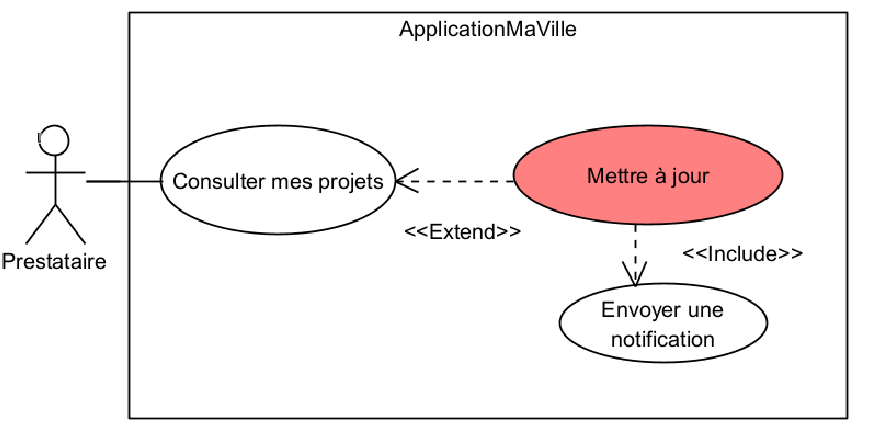 ApplicationMaVille
Consulter mes projets
Mettre à jour
<<Extend>>
<<Include>>
Prestataire
Envoyer une
notification